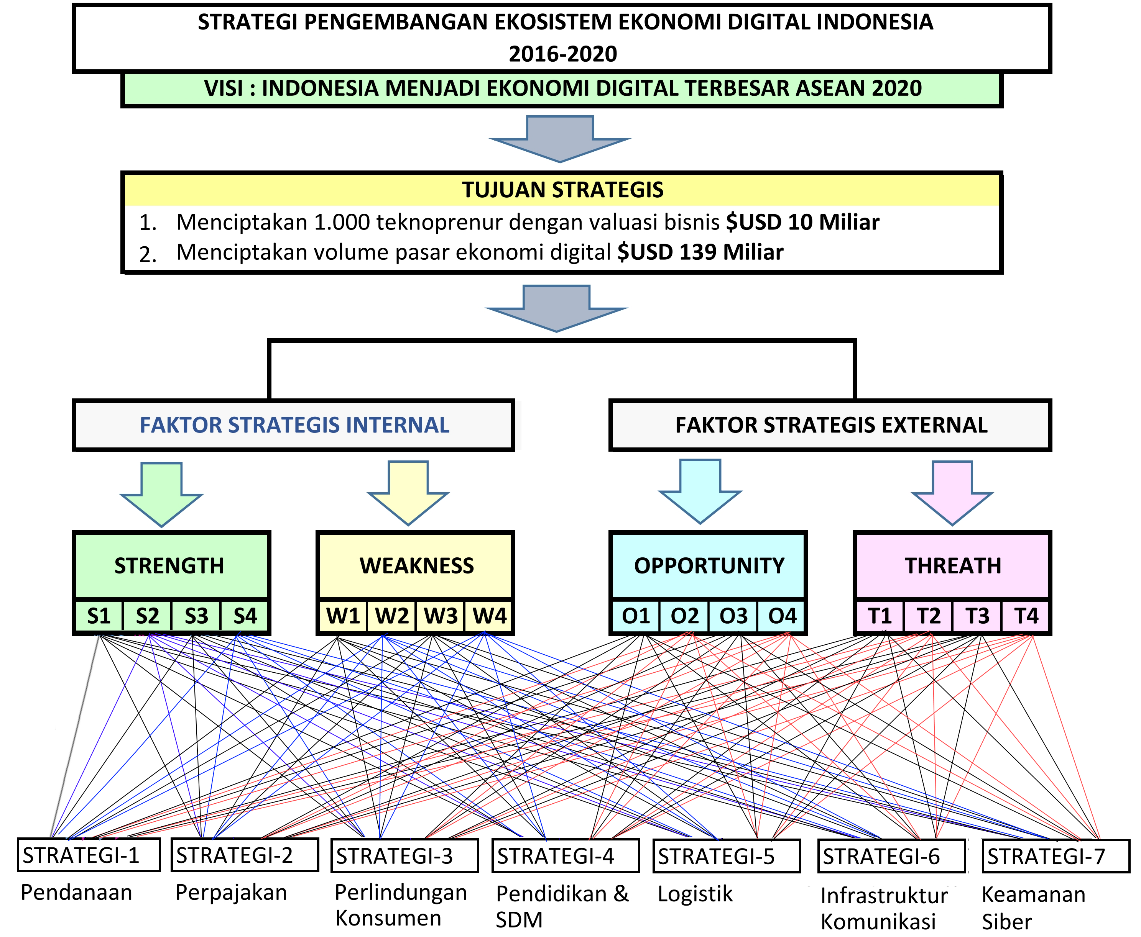 STRATEGI PENGEMBANGAN EKOSISTEM EKONOMI DIGITAL INDONESIA
2016-2020
VISI : INDONESIA MENJADI EKONOMI DIGITAL TERBESAR ASEAN 2020
TUJUAN STRATEGIS
1. Menciptakan 1.000 teknoprenur dengan valuasi bisnis $USD 10 Miliar
2. Menciptakan volume pasar ekonomi digital $USD 139 Miliar
FAKTOR STRATEGIS INTERNAL
FAKTOR STRATEGIS EXTERNAL
STRENGTH
S1 S2 S3 S4
WEAKNESS
W1 W2 W3 W4
OPPORTUNITY
O1 O2 O3 O4
THREATH
T1 T2 T3 T4
STRATEGI-1
Pendanaan
STRATEGI-2
Perpajakan
STRATEGI-3
Perlindungan
Konsumen
STRATEGI-4
Pendidikan &
SDM
STRATEGI-5
Logistik
STRATEGI-6
Infrastruktur
Komunikasi
STRATEGI-7
Keamanan
Siber